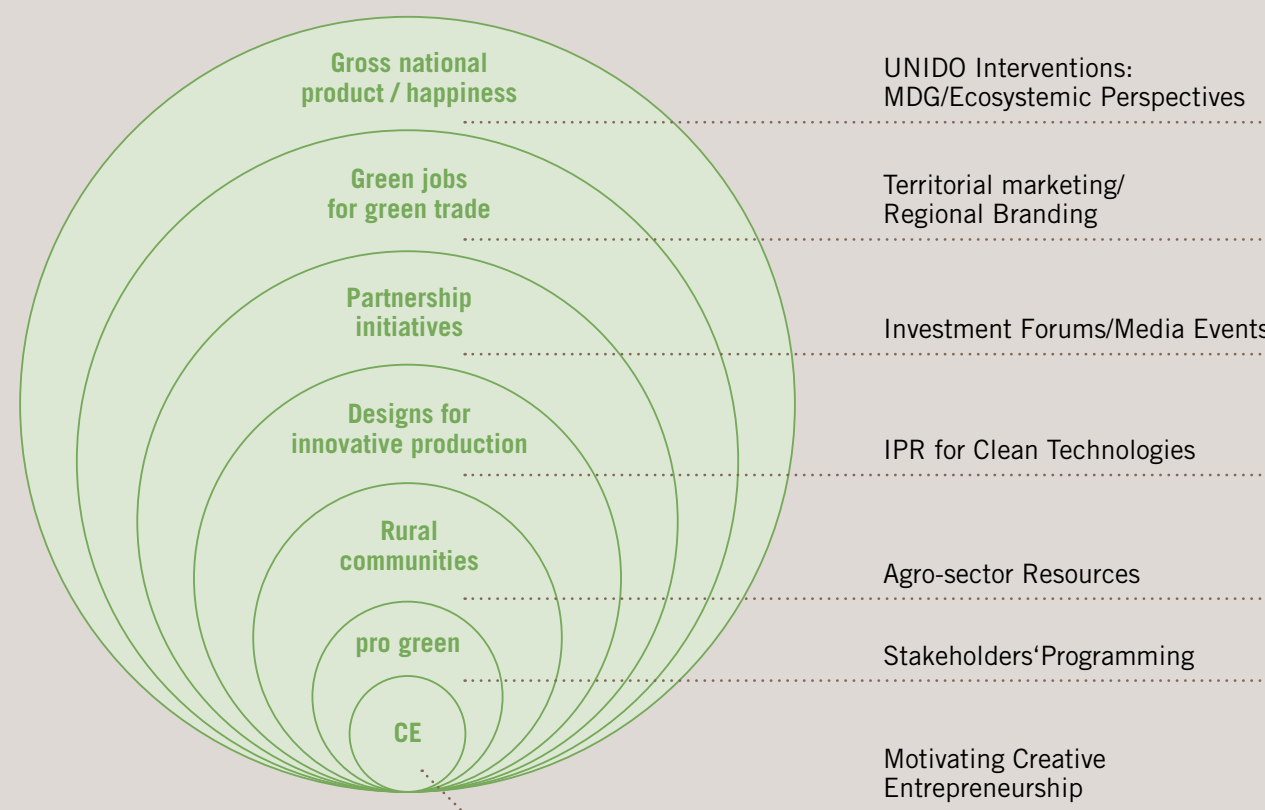 Gross national
product / happiness
UNIDO Interventions:
MDG/Ecosystemic Perspectives
Green jobs
for green trade
Territorial marketing/
Regional Branding
Partnership
initiatives
Investment Forums/Media Events
Designs for
innovative production
IPR for Clean Technologies
Rural
communities
Agro-sector Resources
pro green
Stakeholders‘Programming
CE
Motivating Creative
Entrepreneurship